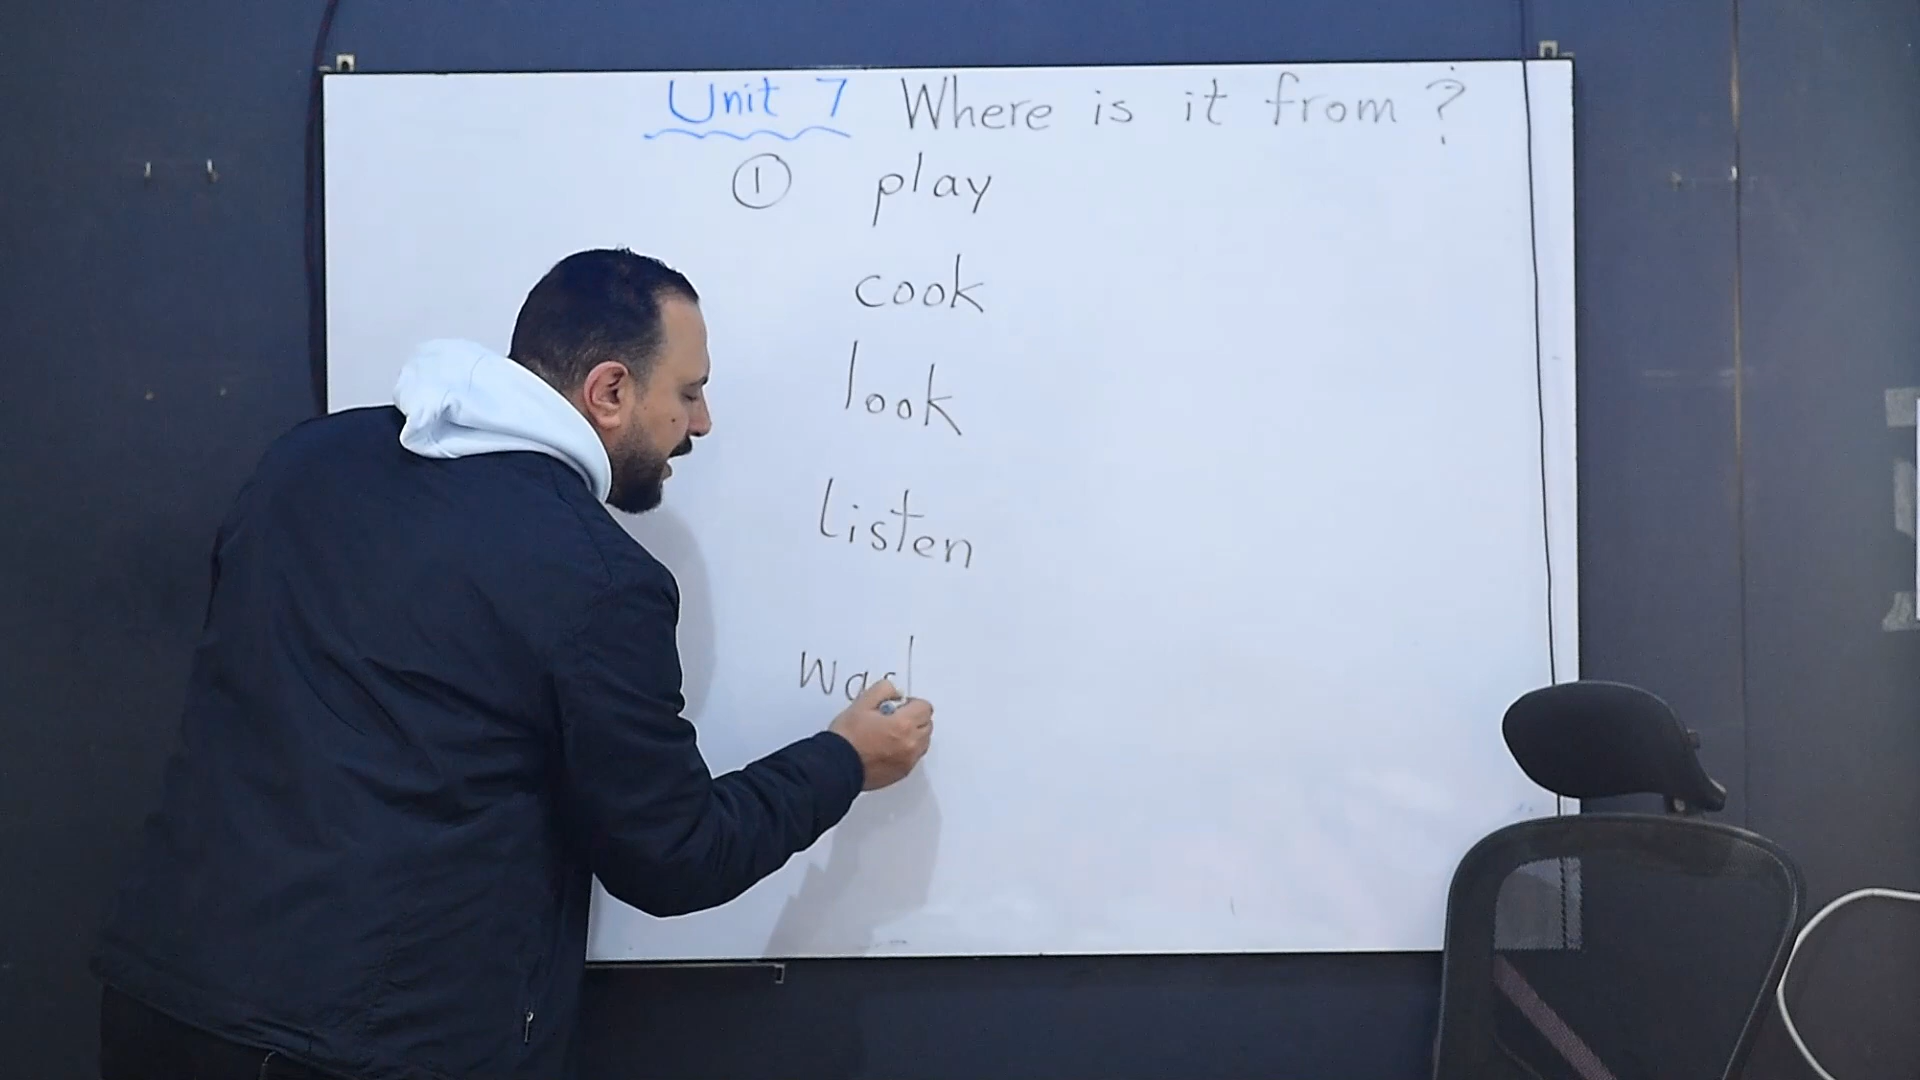 Unit 7 Where is it from ?
① play
cook
look
listen